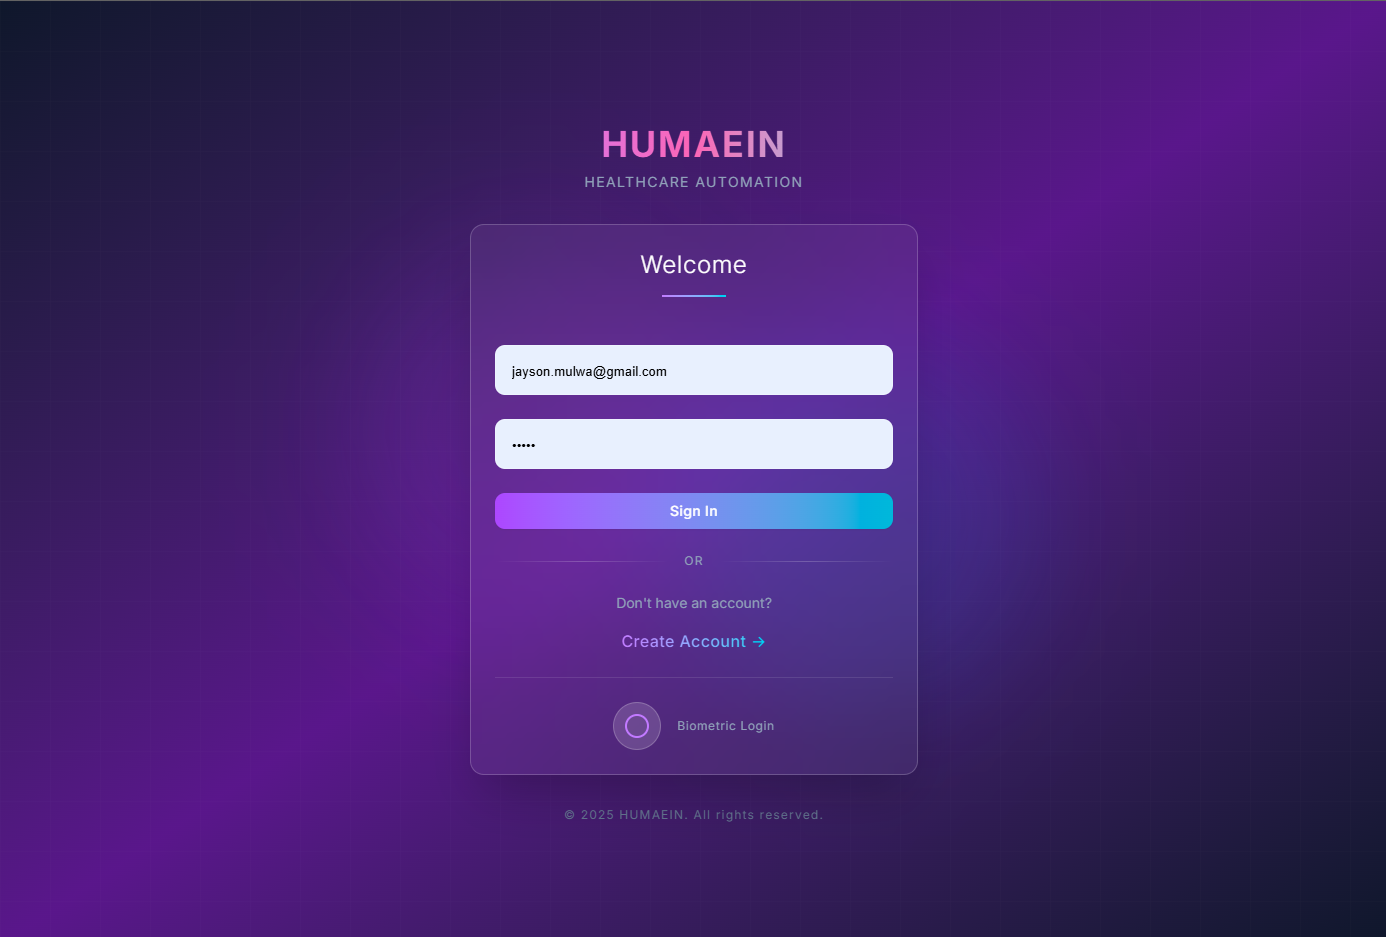 HUMAEIN
HEALTHCARE AUTOMATION
Welcome
jayson.mulwa@gmail.com
•••••
Sign In
OR
Don't have an account?
Create Account →
Biometric Login
© 2025 HUMAEIN. All rights reserved.